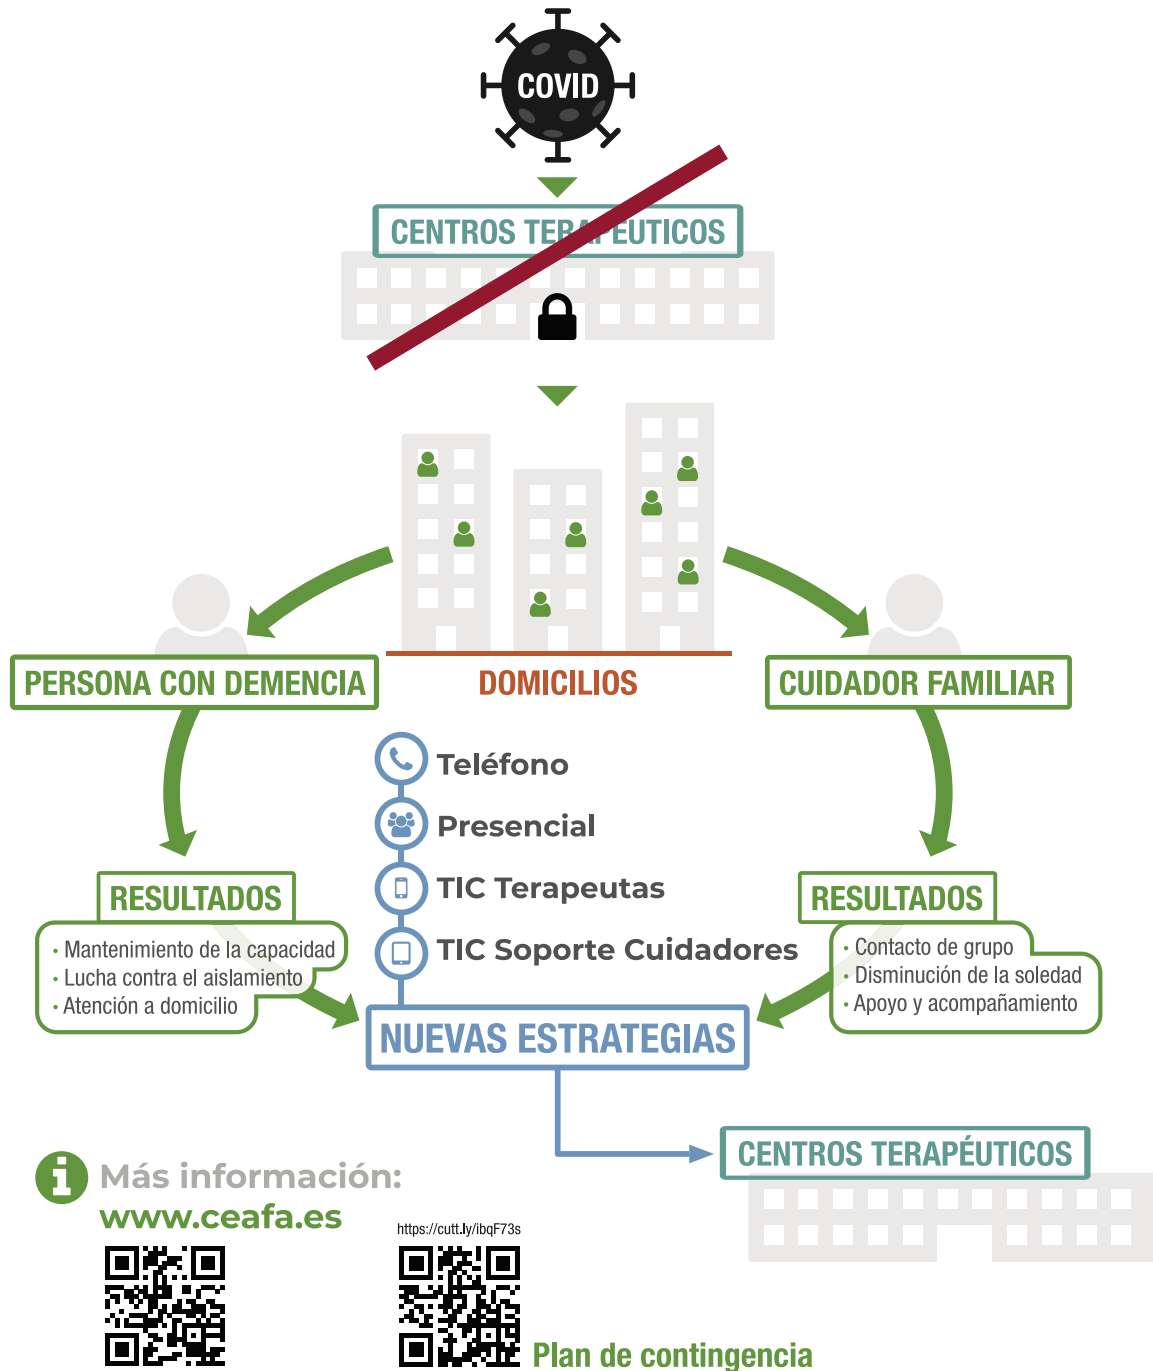 COVID
CENTROS TERAPEUTICOS
DOMICILIOS
PERSONA CON DEMENCIA
CUIDADOR FAMILIAR
Teléfono
Presencial
TIC Terapeutas
TIC Soporte Cuidadores
RESULTADOS
• Mantenimiento de la capacidad
• Lucha contra el aislamiento
• Atención a domicilio
RESULTADOS
• Contacto de grupo
• Disminución de la soledad
• Apoyo y acompañamiento
NUEVAS ESTRATEGIAS
CENTROS TERAPÉUTICOS
Más información:
www.ceafa.es
https://cutt.ly/ibqF73s
Plan de contingencia